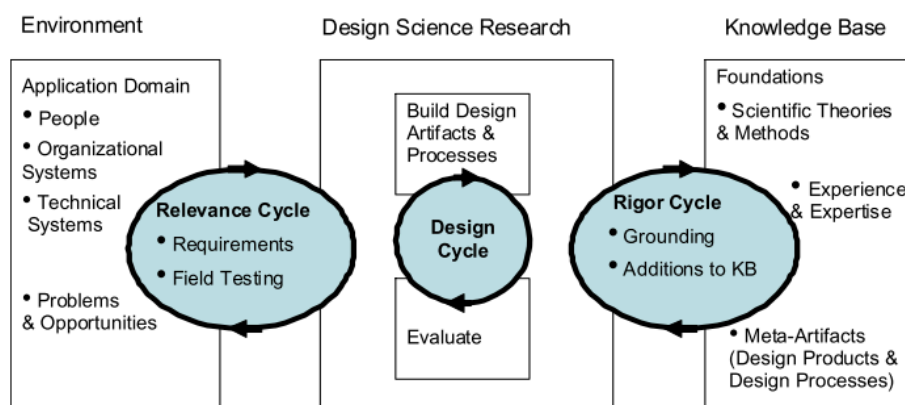 Environment
Design Science Research
Knowledge Base
Application Domain
• People
• Organizational
Systems
• Technical
Systems
• Problems
& Opportunities
Relevance Cycle
• Requirements
• Field Testing
Build Design
Artifacts &
Processes
Design
Cycle
Evaluate
Rigor Cycle
• Grounding
• Additions to KB
Foundations
• Scientific Theories
& Methods
• Experience
& Expertise
• Meta-Artifacts
(Design Products &
Design Processes)